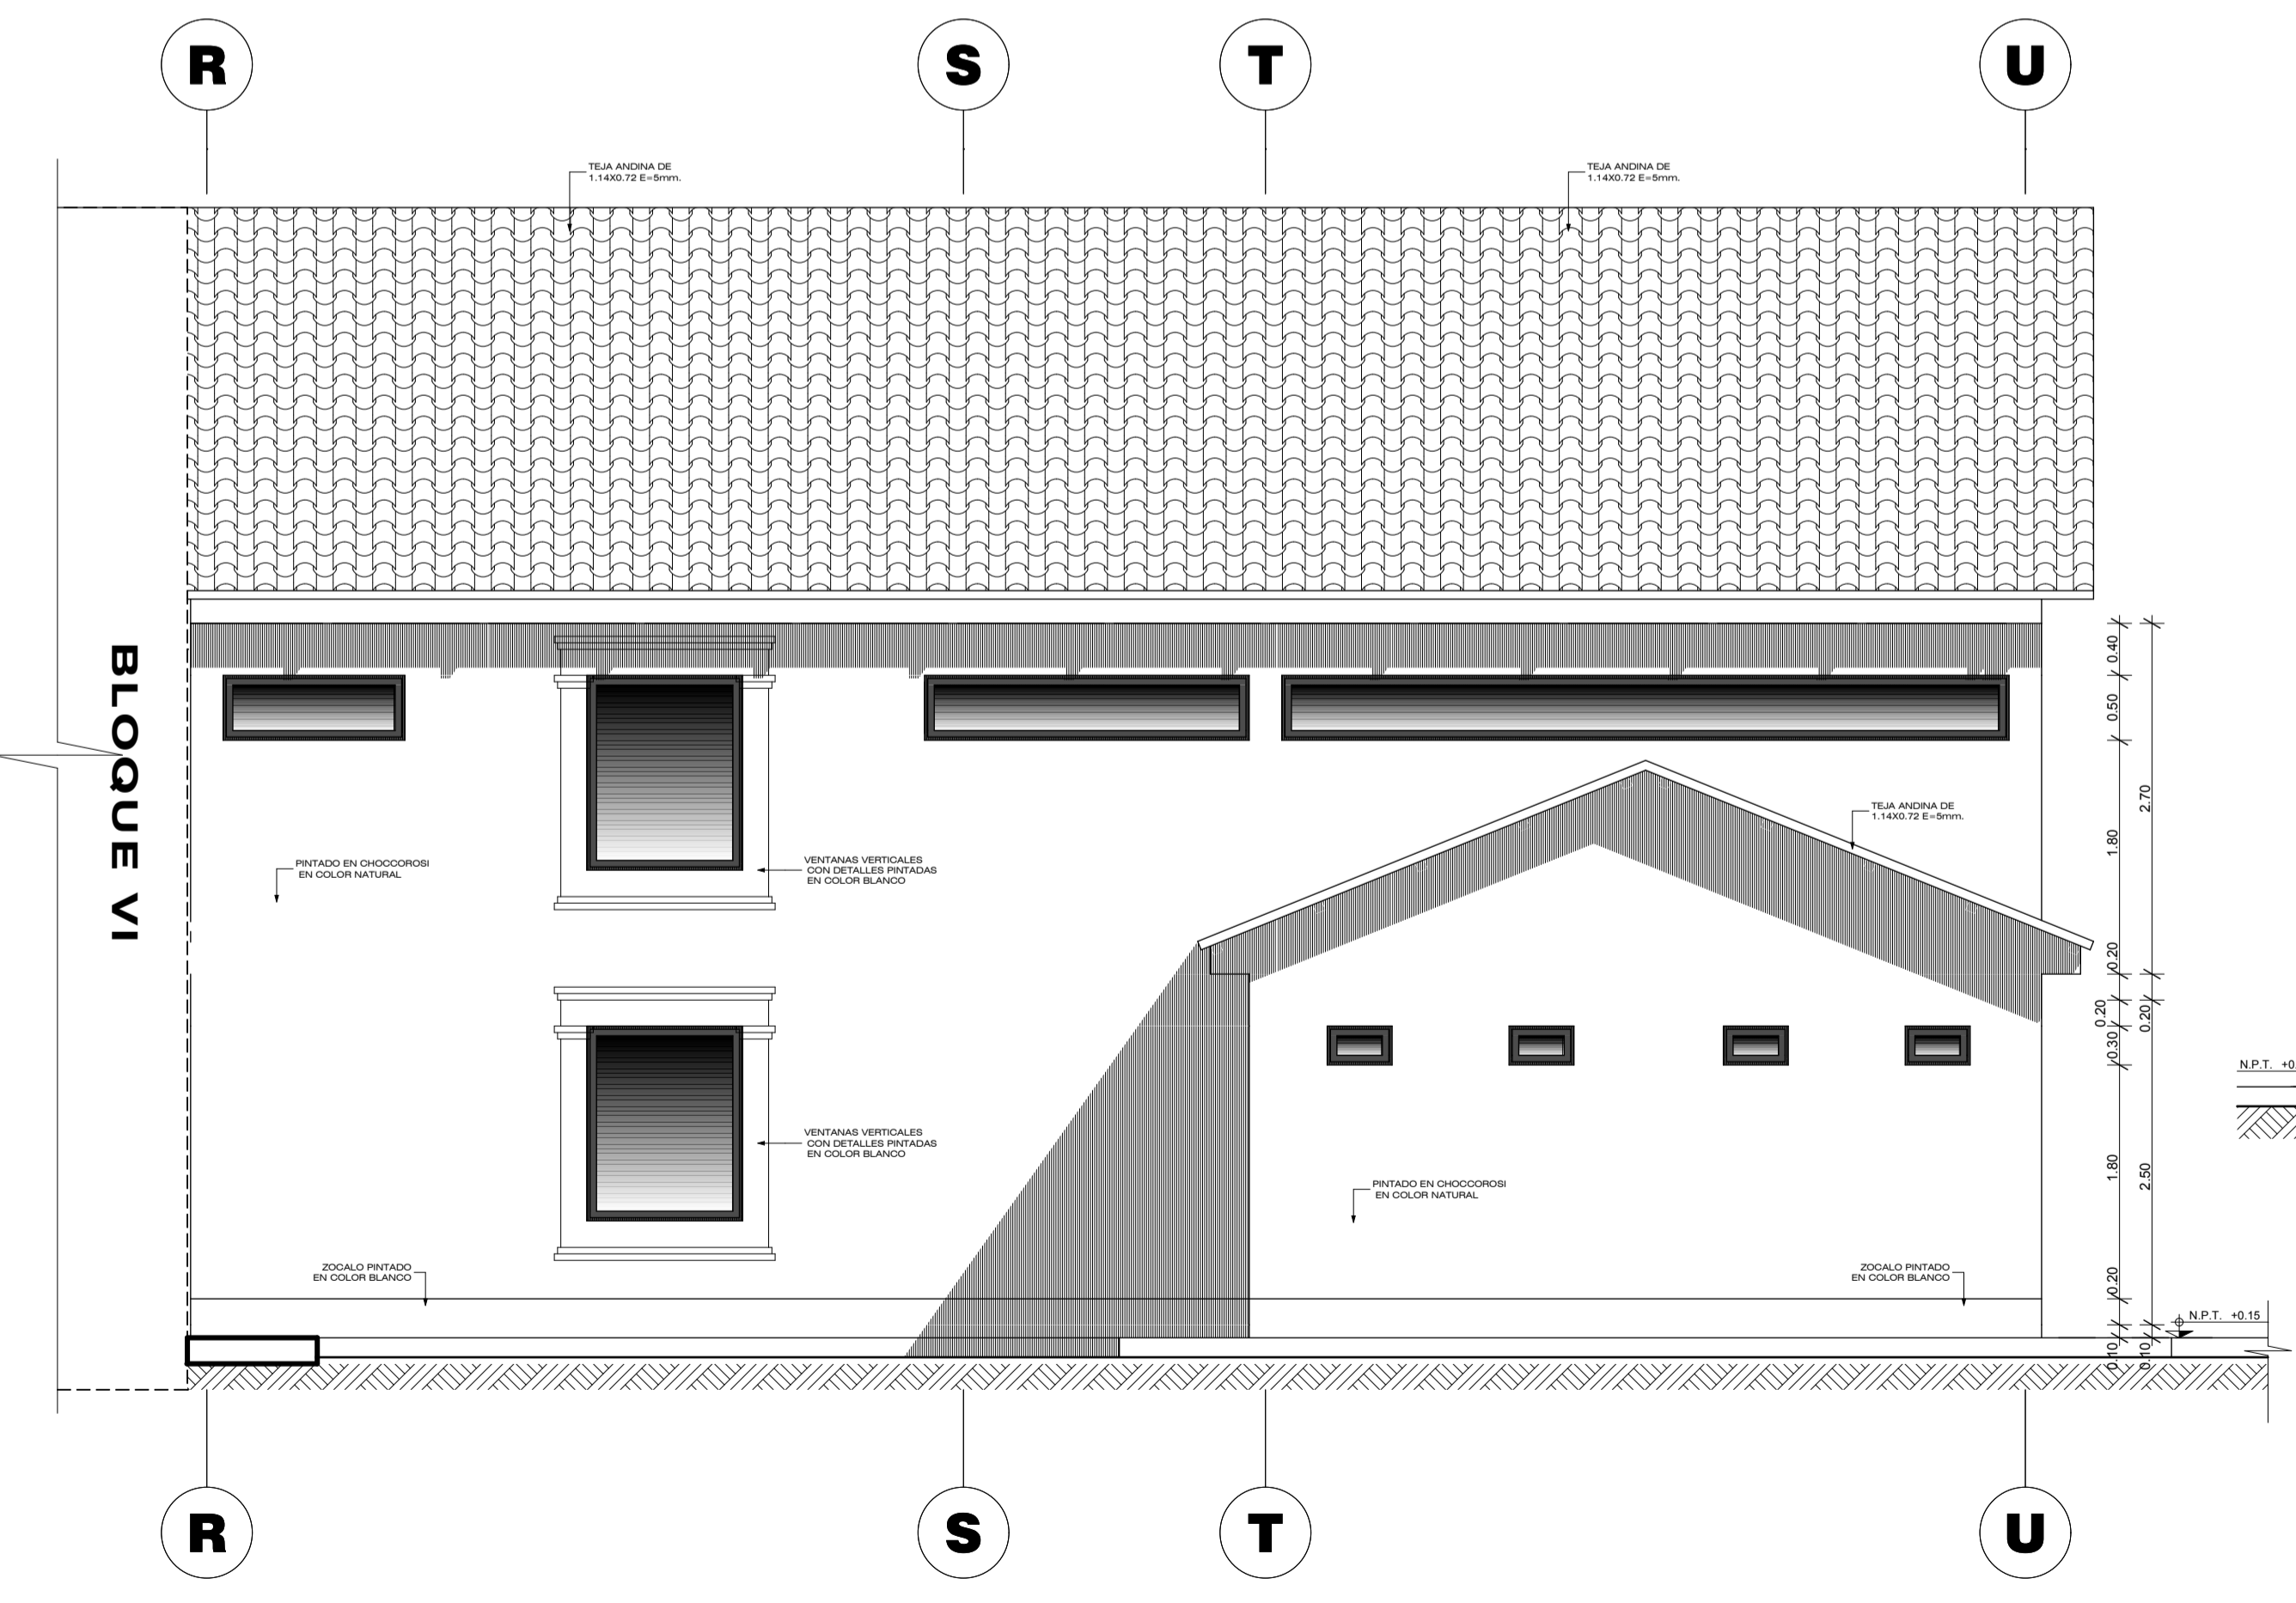 R
S
T
U
TEJA ANDINA DE
1.14X0.72 E=5mm.
TEJA ANDINA DE
1.14X0.72 E=5mm.
BLOQUE VI
0.40
0.50
2.70
TEJA ANDINA DE
1.14X0.72 E=5mm.
1.80
PINTADO EN CHOCCOROSI
EN COLOR NATURAL
VENTANAS VERTICALES
CON DETALLES PINTADAS
EN COLOR BLANCO
0.20
0.20
0.20
0.30
N.P.T. +0.
VENTANAS VERTICALES
CON DETALLES PINTADAS
EN COLOR BLANCO
1.80
2.50
PINTADO EN CHOCCOROSI
EN COLOR NATURAL
ZOCALO PINTADO
EN COLOR BLANCO
ZOCALO PINTADO
EN COLOR BLANCO
0.20
N.P.T. +0.15
0.10
0.10
R
S
T
U